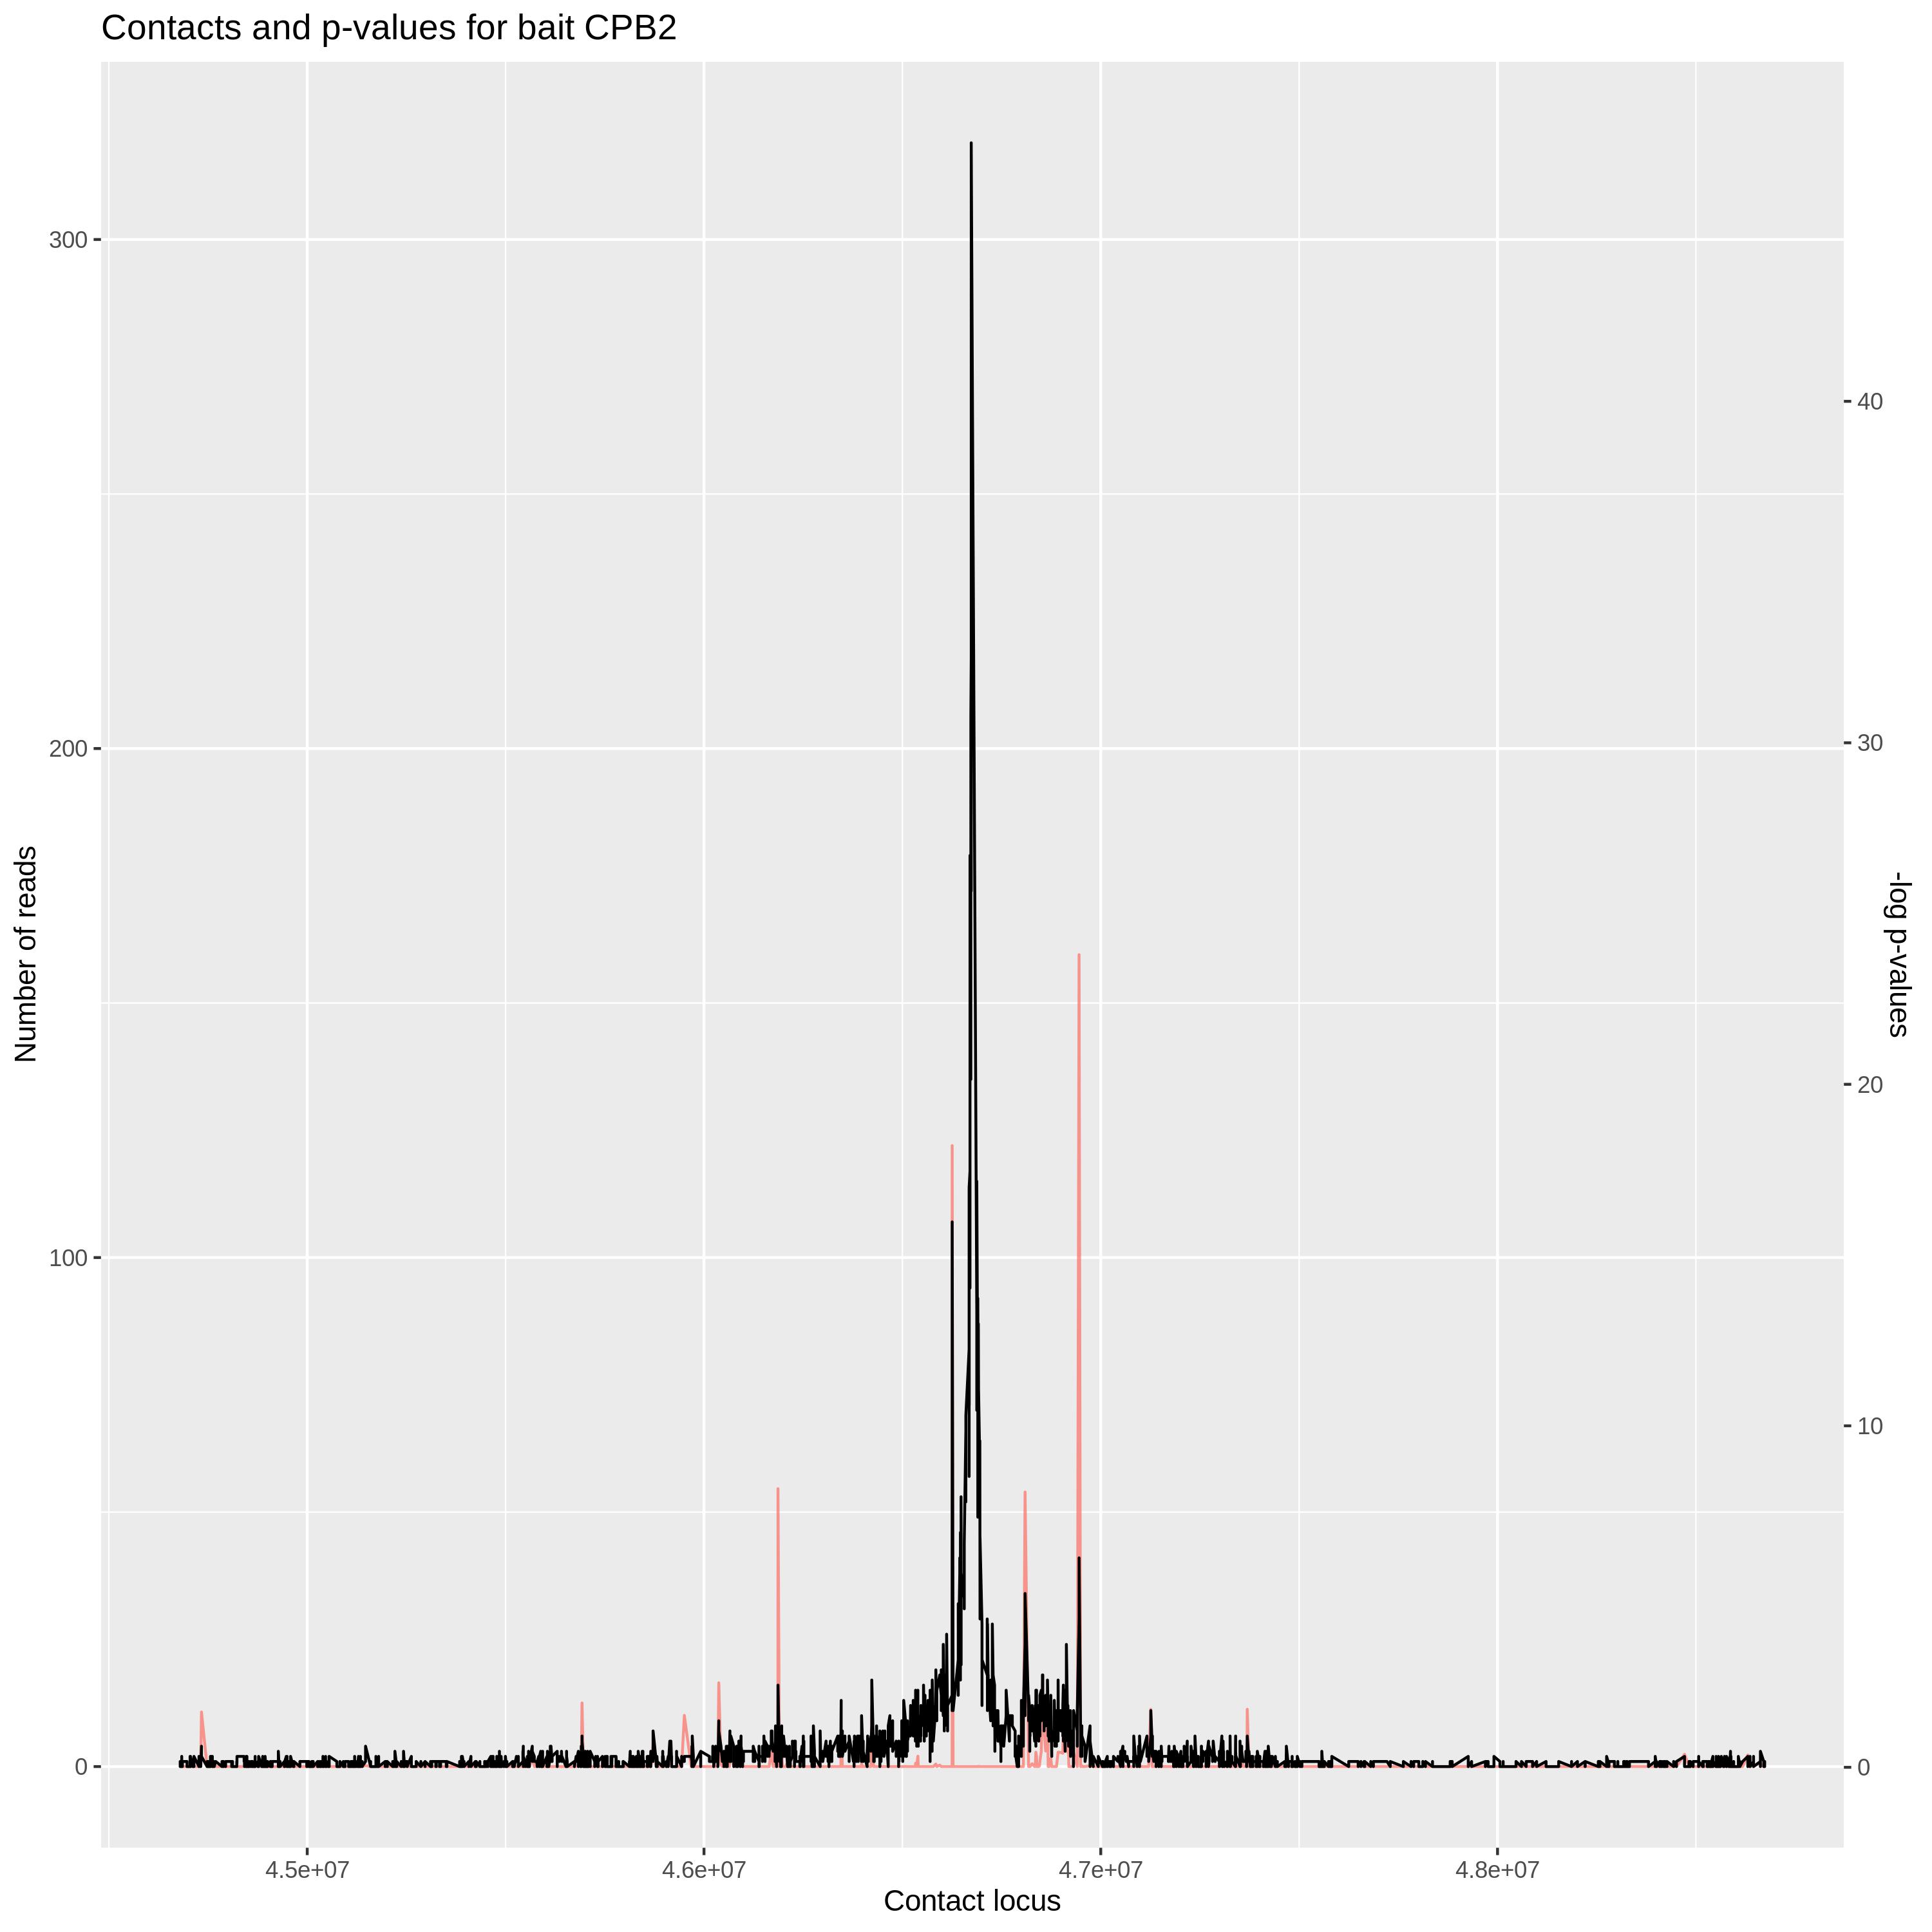 Contacts and p-values for bait CPB2
300
200
100
0
Number of reads
40
30
20
10
0
-log p-values
4.5e+07
4.6e+07
4.7e+07
4.8e+07
Contact locus